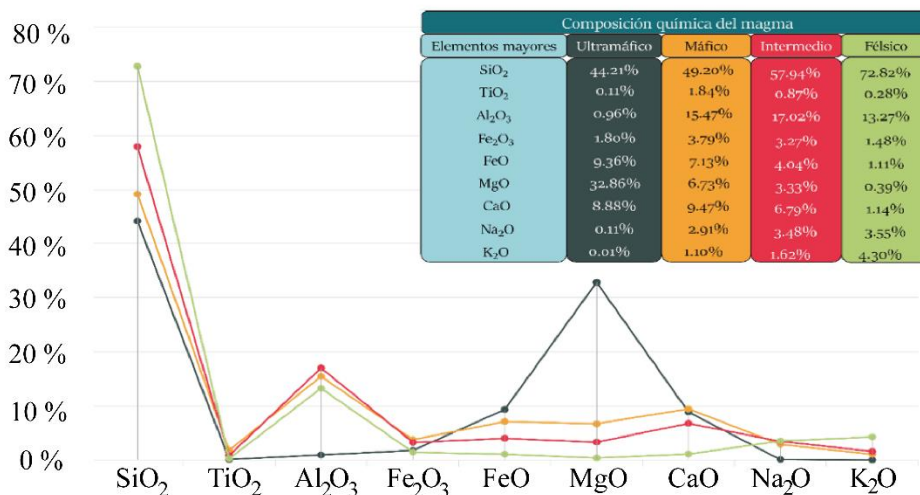 Composición química del magma
Elementos mayores Ultramáfico Máfico Intermedio Félsico
SiO₂ 44.21% 49.20% 57.94% 72.82%
TiO₂ 0.11% 1.84% 0.87% 0.28%
Al₂O₃ 0.96% 15.47% 17.02% 13.27%
Fe₂O₃ 1.80% 3.79% 3.27% 1.48%
FeO 9.36% 7.13% 4.04% 1.11%
MgO 32.86% 6.73% 3.33% 0.39%
CaO 8.88% 9.47% 6.79% 1.14%
Na₂O 0.11% 2.91% 3.48% 3.55%
K₂O 0.01% 1.10% 1.62% 4.30%
80 %
70 %
60 %
50 %
40 %
30 %
20 %
10 %
0 %
SiO₂ TiO₂ Al₂O₃ Fe₂O₃ FeO MgO CaO Na₂O K₂O